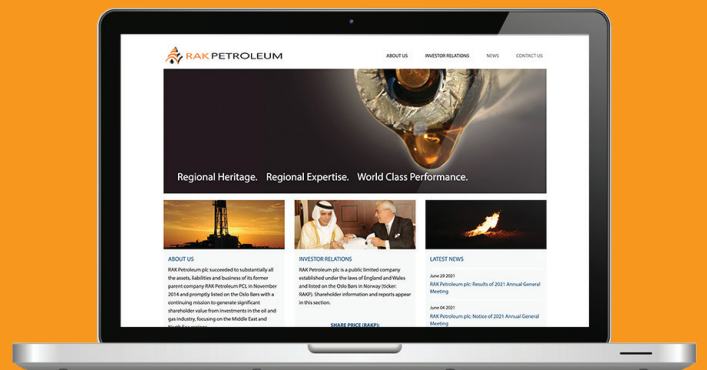 RAK PETROLEUM
ABOUT US INVESTOR RELATIONS NEWS CONTACT US
Regional Heritage. Regional Expertise. World Class Performance.
ABOUT US
RAK Petroleum plc succeeded to substantially all
the assets, liabilities and business of its former
parent company RAK Petroleum PCL in November
2014 and promptly listed on the Oslo Børs with a
continuing mission to generate significant
shareholder value from investments in the oil and
gas industry, focusing on the Middle East and
North Sea regions.
INVESTOR RELATIONS
RAK Petroleum plc is a public limited company
established under the laws of England and Wales
and listed on the Oslo Børs in Norway (ticker:
RAKP). Shareholder information and reports appear
in this section.
SHARE PRICE (RAKP):
LATEST NEWS
June 29 2021
RAK Petroleum plc: Results of 2021 Annual General
Meeting
June 04 2021
RAK Petroleum plc: Notice of 2021 Annual General
Meeting